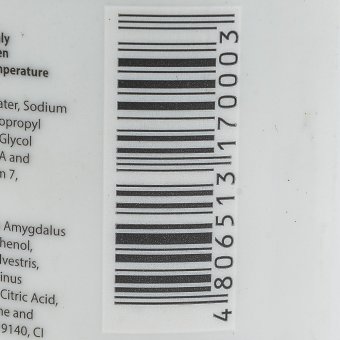 ly
en
mperature
ater, Sodium
opropyl
Glycol
A and
n 7,
Amygdalus
henol,
lvestris,
inus
Citric Acid,
ne and
9140, CI
4 806513 170003